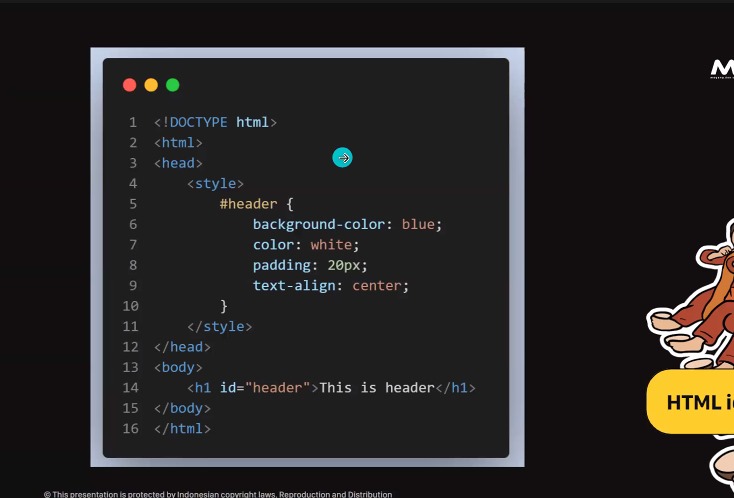 1 <!DOCTYPE html>
2 <html>
3 <head>
4     <style>
5         #header {
6             background-color: blue;
7             color: white;
8             padding: 20px;
9             text-align: center;
10         }
11     </style>
12 </head>
13 <body>
14     <h1 id="header">This is header</h1>
15 </body>
16 </html>
HTML
© This presentation is protected by Indonesian copyright laws. Reproduction and Distribution